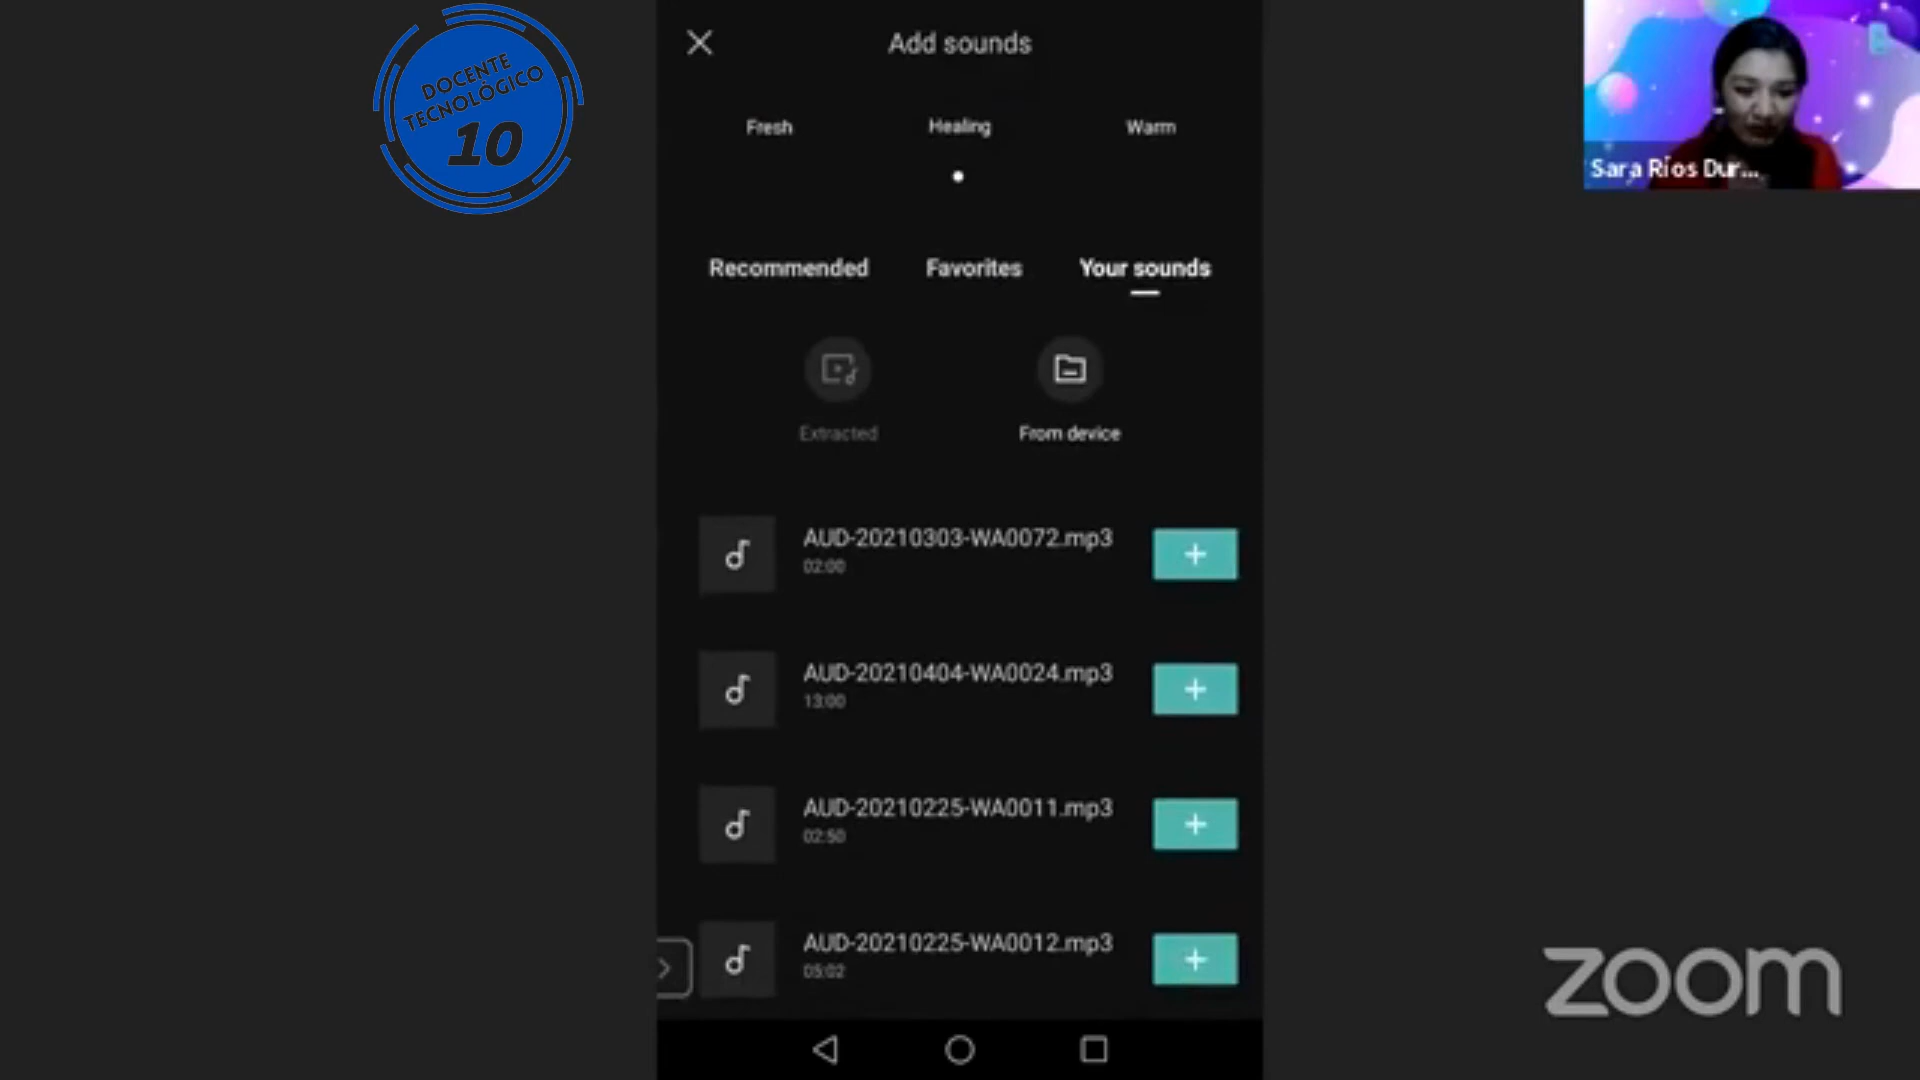 DOCENTE
TECNOLÓGICO
10
Add sounds
Fresh
Healing
Warm
Recommended
Favorites
Your sounds
Extracted
From device
AUD-20210303-WA0072.mp3
02:00
AUD-20210404-WA0024.mp3
13:00
AUD-20210225-WA0011.mp3
02:50
AUD-20210225-WA0012.mp3
05:02
Sara Ríos Dur...
zoom